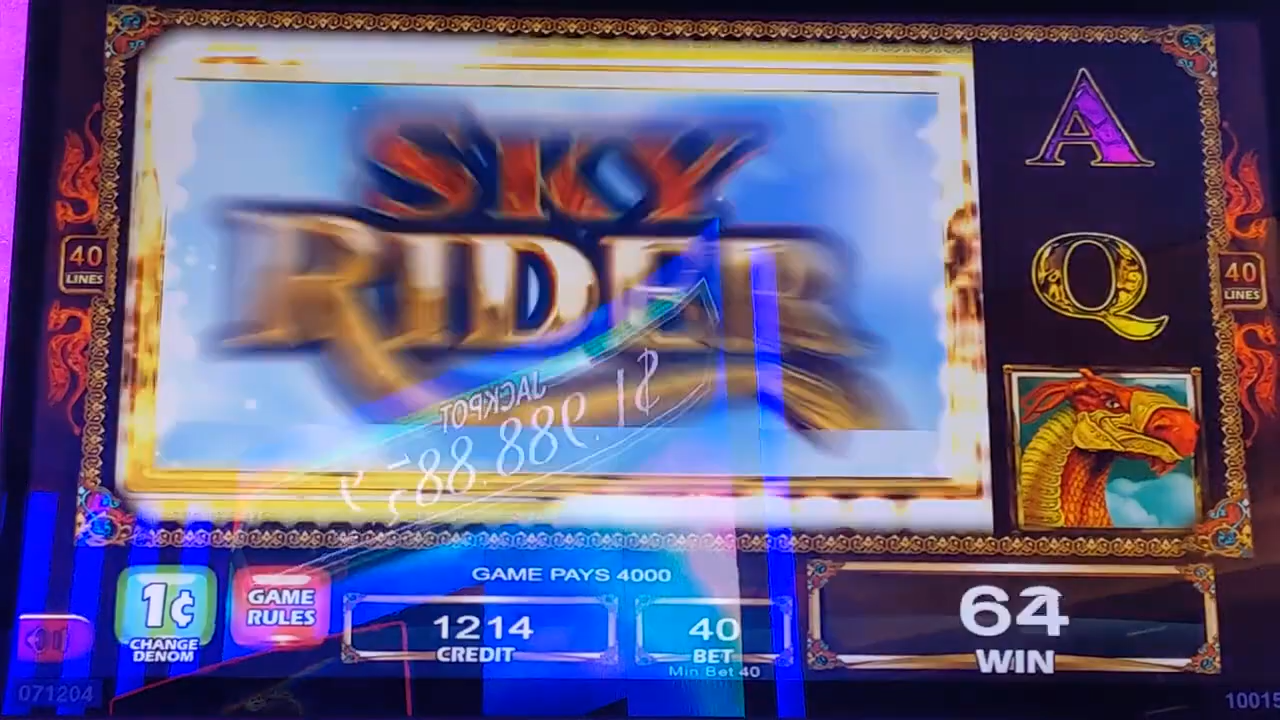 SKY
RIDER
A
Q
40
LINES
40
LINES
JACKPOT
GAME PAYS 4000
1¢
CHANGE
DENOM
GAME
RULES
1214
CREDIT
40
BET
Min Bet 40
64
WIN
071204
10015